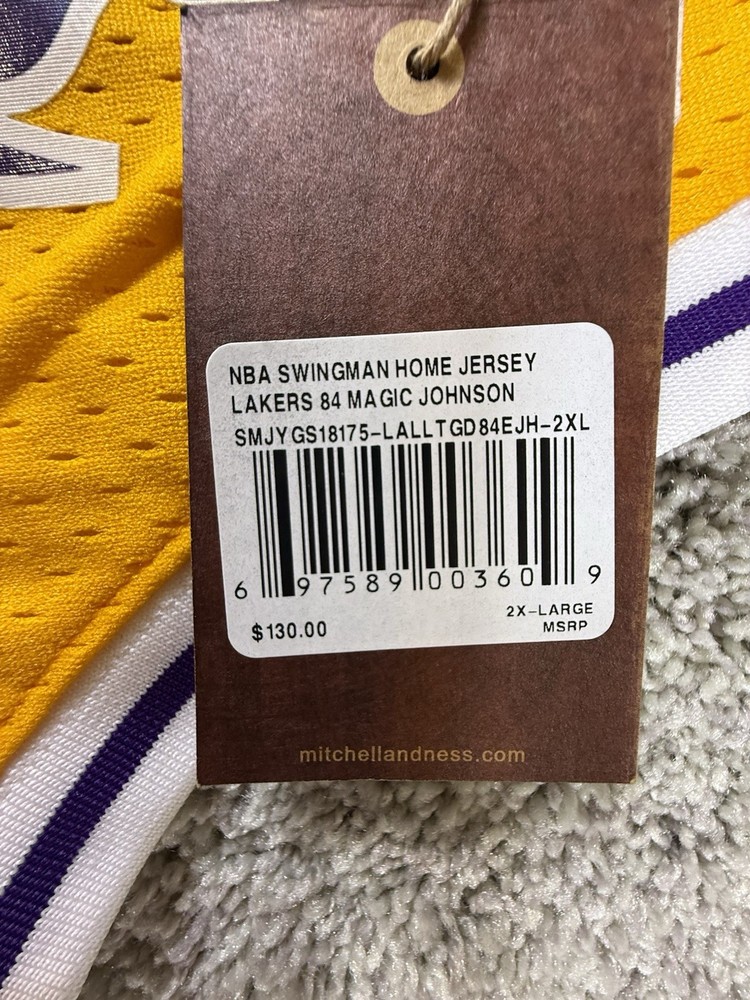 NBA SWINGMAN HOME JERSEY
LAKERS 84 MAGIC JOHNSON
SMJYGS18175-LALLTGD84EJH-2XL
6 97589 00360 9
$130.00
2X-LARGE
MSRP
mitchellandness.com